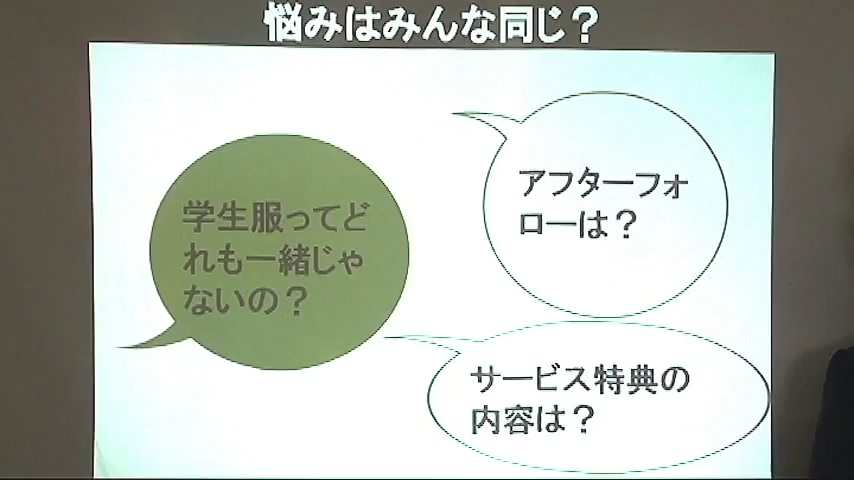 悩みはみんな同じ？
学生服ってど
れも一緒じゃ
ないの？
アフターフォ
ローは？
サービス特典の
内容は？